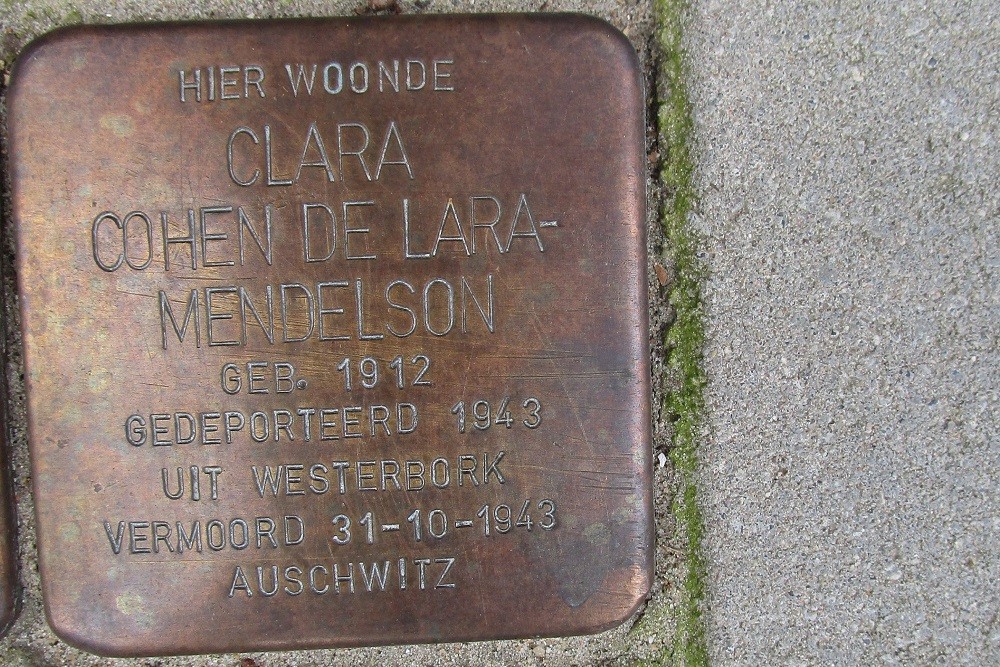 HIER WOONDE
CLARA
COHEN DE LARA-
MENDELSON
GEB. 1912
GEDEPORTEERD 1943
UIT WESTERBORK
VERMOORD 31-10-1943
AUSCHWITZ